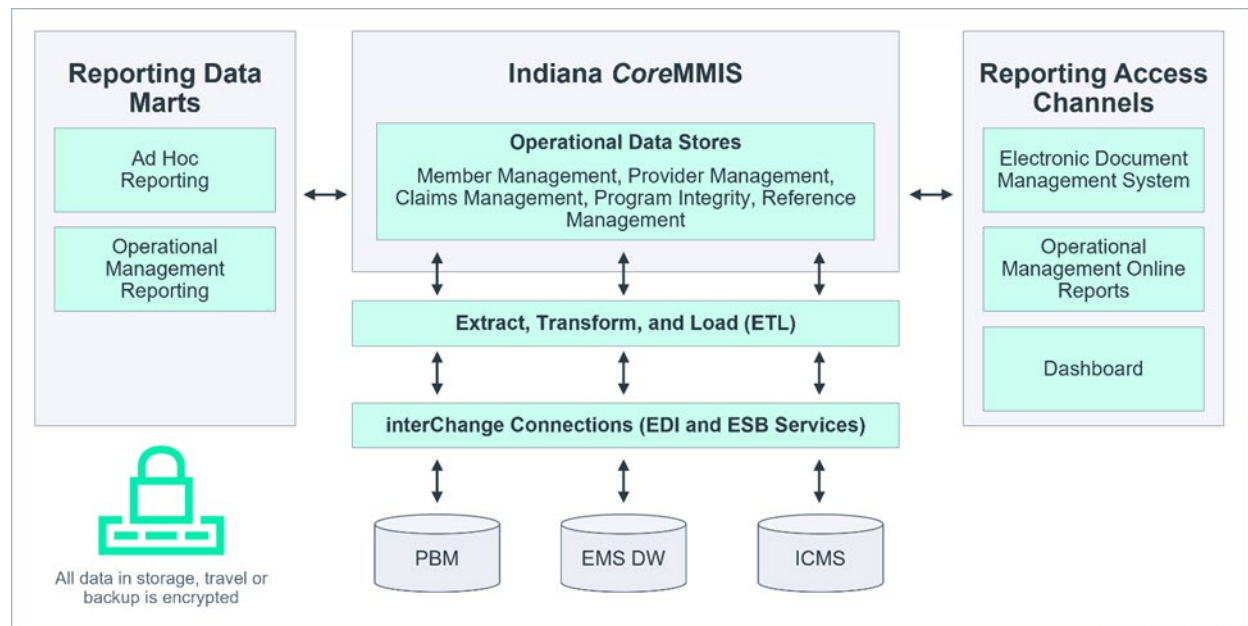 Reporting Data
Marts
Ad Hoc
Reporting
Operational
Management
Reporting
Indiana CoreMMIS
Operational Data Stores
Member Management, Provider Management,
Claims Management, Program Integrity, Reference
Management
Extract, Transform, and Load (ETL)
interChange Connections (EDI and ESB Services)
PBM
EMS DW
ICMS
Reporting Access
Channels
Electronic Document
Management System
Operational
Management Online
Reports
Dashboard
All data in storage, travel or
backup is encrypted